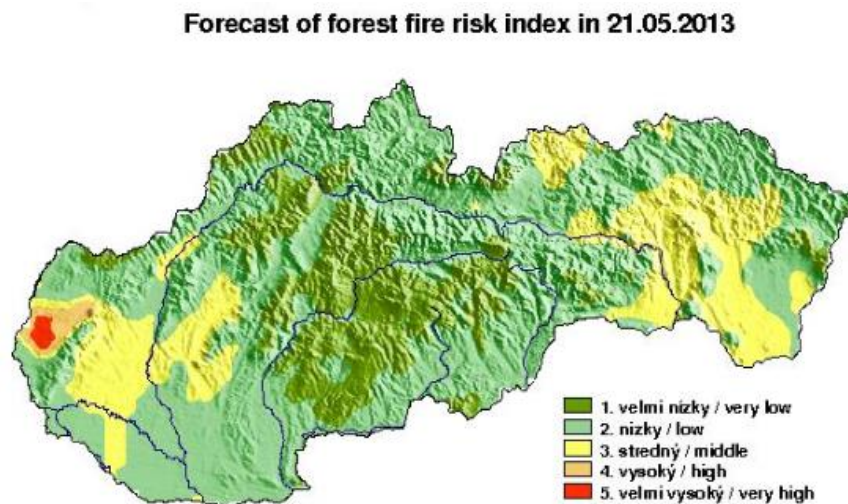 Forecast of forest fire risk index in 21.05.2013
1. velmi nízky / very low
2. nizky / low
3. stredný / middle
4. vysoký / high
5. velmi vysoký / very high